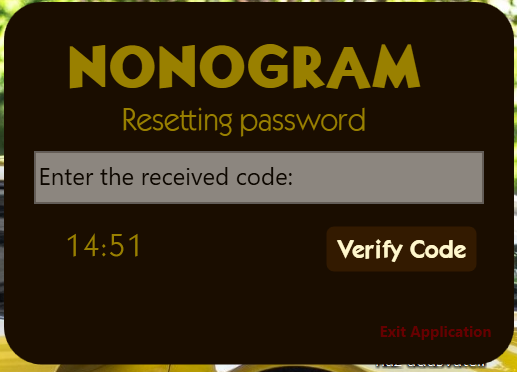 NONOGRAM
Resetting password
Enter the received code:
14:51
Verify Code
Exit Application